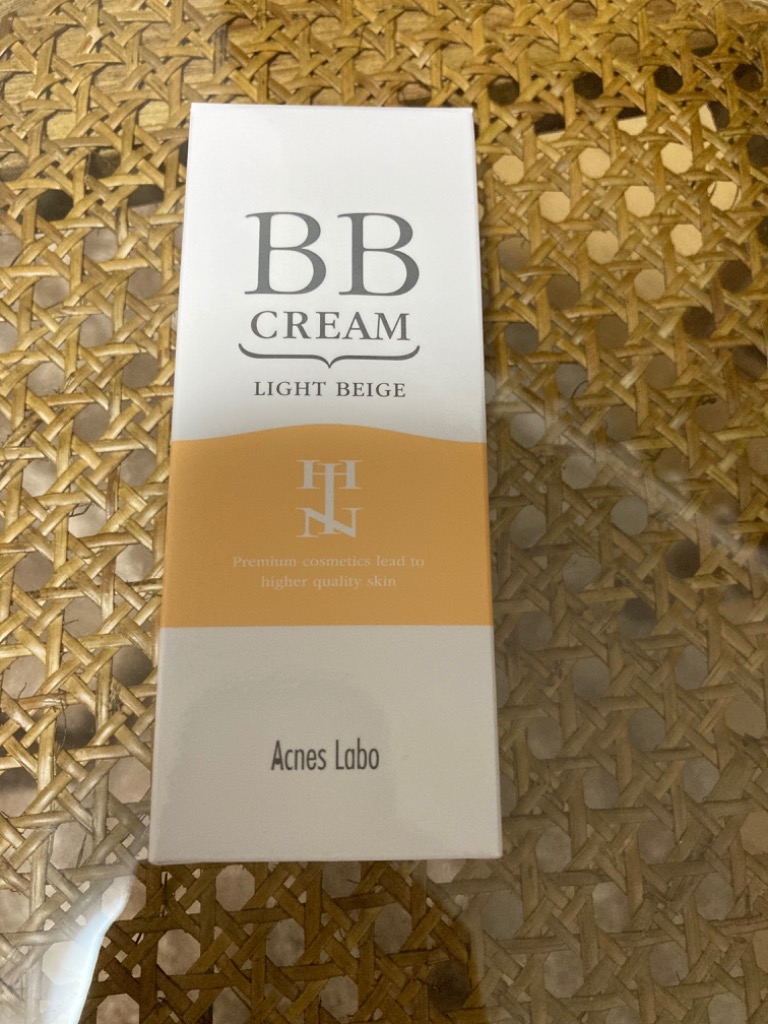 BB
CREAM
LIGHT BEIGE
Premium cosmetics lead to
higher quality skin
Acnes Labo